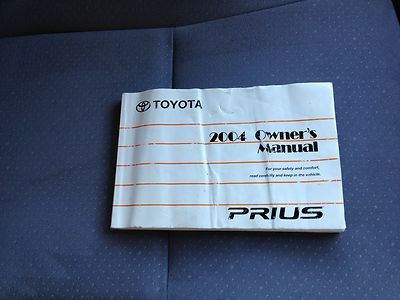 TOYOTA
2004 Owner's
Manual
For your safety and comfort,
read carefully and keep in the vehicle.
PRIUS